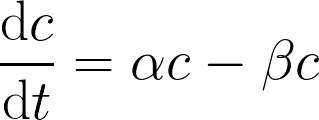 dc/dt = αc − βc